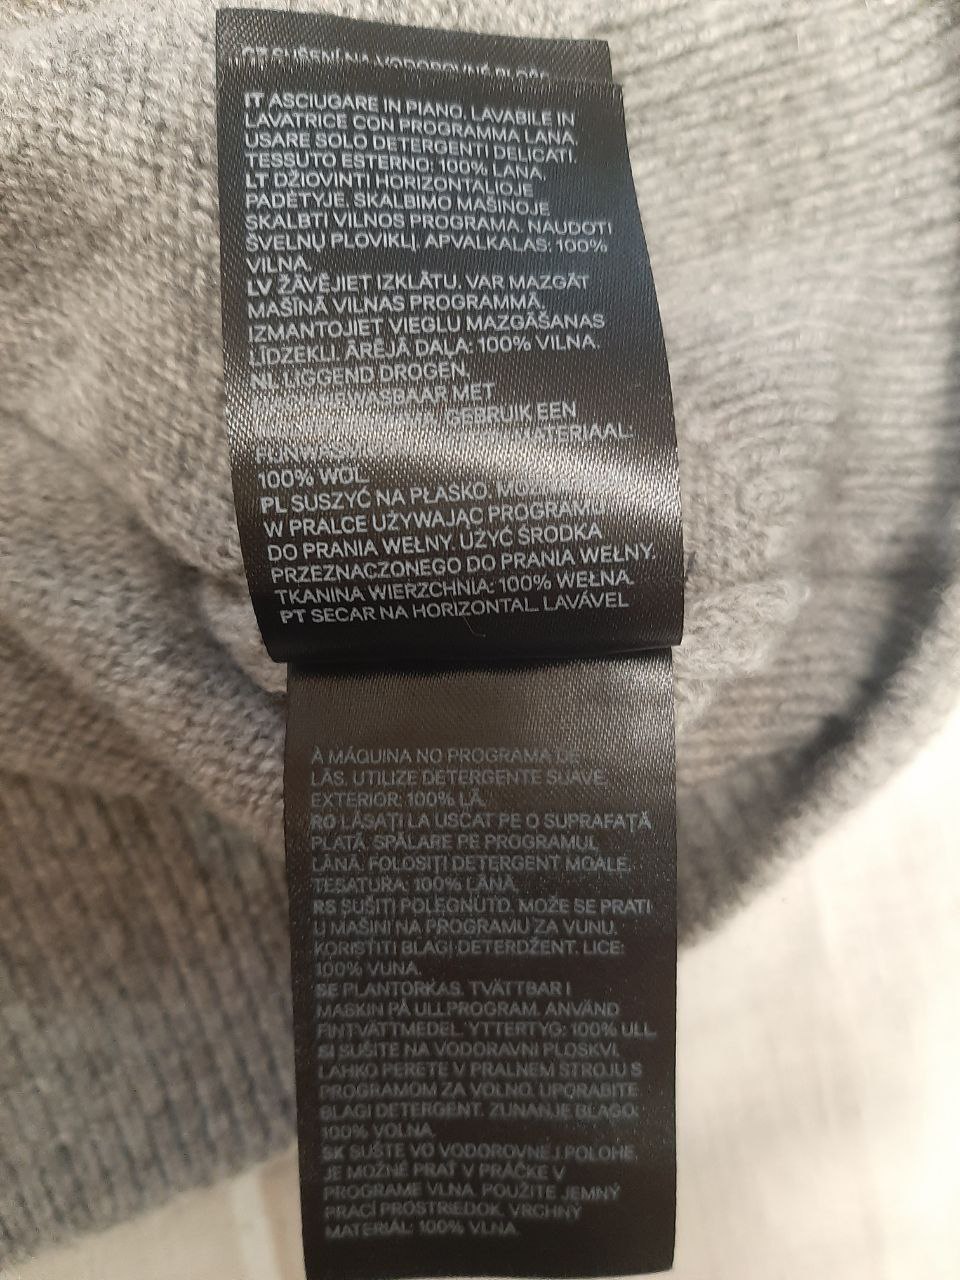 CZ SUŠENÍ NA VODOROVNÉ PLOŠE
IT ASCIUGARE IN PIANO. LAVABILE IN
LAVATRICE CON PROGRAMMA LANA.
USARE SOLO DETERGENTI DELICATI.
TESSUTO ESTERNO: 100% LANA.
LT DŽIOVINTI HORIZONTALIOJE
PADĖTYJE. SKALBIMO MAŠINOJE
SKALBTI VILNOS PROGRAMA. NAUDOTI
ŠVELNŲ PLOVIKLĮ. APVALKALAS: 100%
VILNA.
LV ŽĀVĒJIET IZKLĀTU. VAR MAZGĀT
MAŠĪNĀ VILNAS PROGRAMMĀ.
IZMANTOJIET VIEGLU MAZGĀŠANAS
LĪDZEKLI. ĀRĒJĀ DAĻA: 100% VILNA.
NL LIGGEND DROGEN.
MET
GEBRUIK EEN
MATERIAAL:
100% WOL.
PL SUSZYĆ NA PŁASKO.
W PRALCE UŻYWAJĄC PROGRAMU
DO PRANIA WEŁNY. UŻYĆ ŚRODKA
PRZEZNACZONEGO DO PRANIA WEŁNY.
TKANINA WIERZCHNIA: 100% WEŁNA.
PT SECAR NA HORIZONTAL. LAVÁVEL
À MÁQUINA NO PROGRAMA DE
LÃS. UTILIZE DETERGENTE SUAVE.
EXTERIOR: 100% LÃ.
RO LĂSAȚI LA USCAT PE O SUPRAFAȚĂ
PLATĂ. SPĂLARE PE PROGRAMUL
LÂNĂ. FOLOSIȚI DETERGENT MOALE.
ȚESĂTURA: 100% LÂNĂ.
RS SUŠITI POLEGNUTO. MOŽE SE PRATI
U MAŠINI NA PROGRAMU ZA VUNU.
KORISTITI BLAGI DETERDŽENT. LICE:
100% VUNA.
SE PLANTORKAS. TVÄTTBAR I
MASKIN PÅ ULLPROGRAM. ANVÄND
FINTVÄTTMEDEL. YTTERTYG: 100% ULL.
SI SUŠITE NA VODORAVNI PLOSKVI.
LAHKO PERETE V PRALNEM STROJU S
PROGRAMOM ZA VOLNO. UPORABITE
BLAGI DETERGENT. ZUNANJE BLAGO:
100% VOLNA.
SK SUŠTE VO VODOROVNEJ POLOHE.
JE MOŽNÉ PRAŤ V PRÁČKE V
PROGRAME VLNA. POUŽITE JEMNÝ
PRACÍ PROSTRIEDOK. VRCHNÝ
MATERIÁL: 100% VLNA.